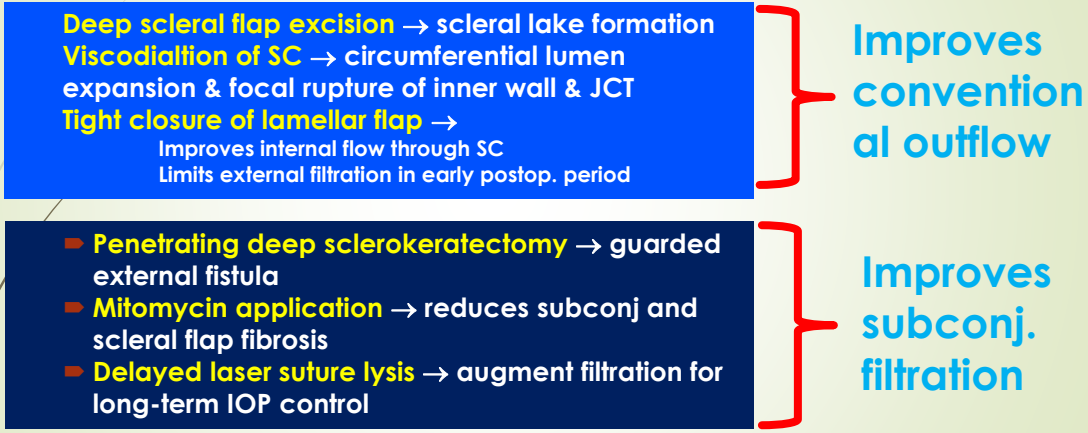 Deep scleral flap excision → scleral lake formation
Viscodialtion of SC → circumferential lumen
expansion & focal rupture of inner wall & JCT
Tight closure of lamellar flap →
Improves internal flow through SC
Limits external filtration in early postop. period
Improves
convention
al outflow
Penetrating deep sclerokeratectomy → guarded
external fistula
Mitomycin application → reduces subconj and
scleral flap fibrosis
Delayed laser suture lysis → augment filtration for
long-term IOP control
Improves
subconj.
filtration